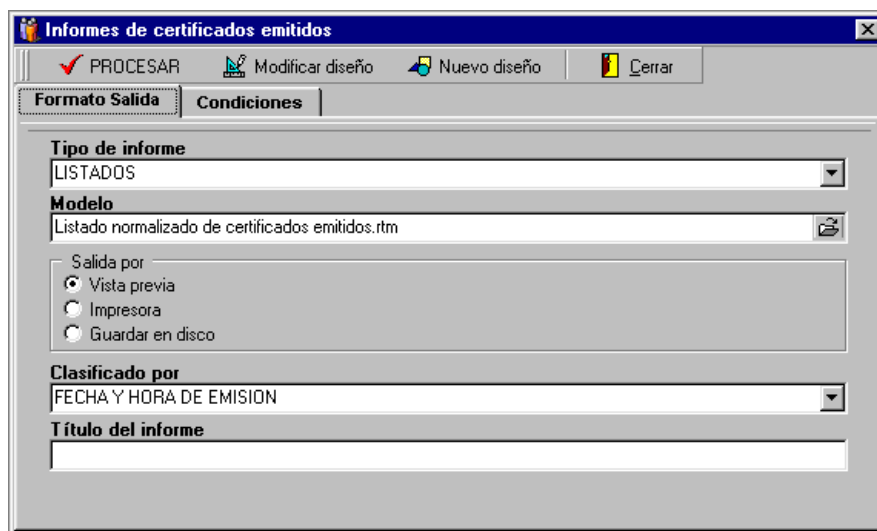 Informes de certificados emitidos
PROCESAR Modificar diseño Nuevo diseño Cerrar
Formato Salida Condiciones
Tipo de informe
LISTADOS
Modelo
Listado normalizado de certificados emitidos.rtm
Salida por
Vista previa
Impresora
Guardar en disco
Clasificado por
FECHA Y HORA DE EMISION
Título del informe